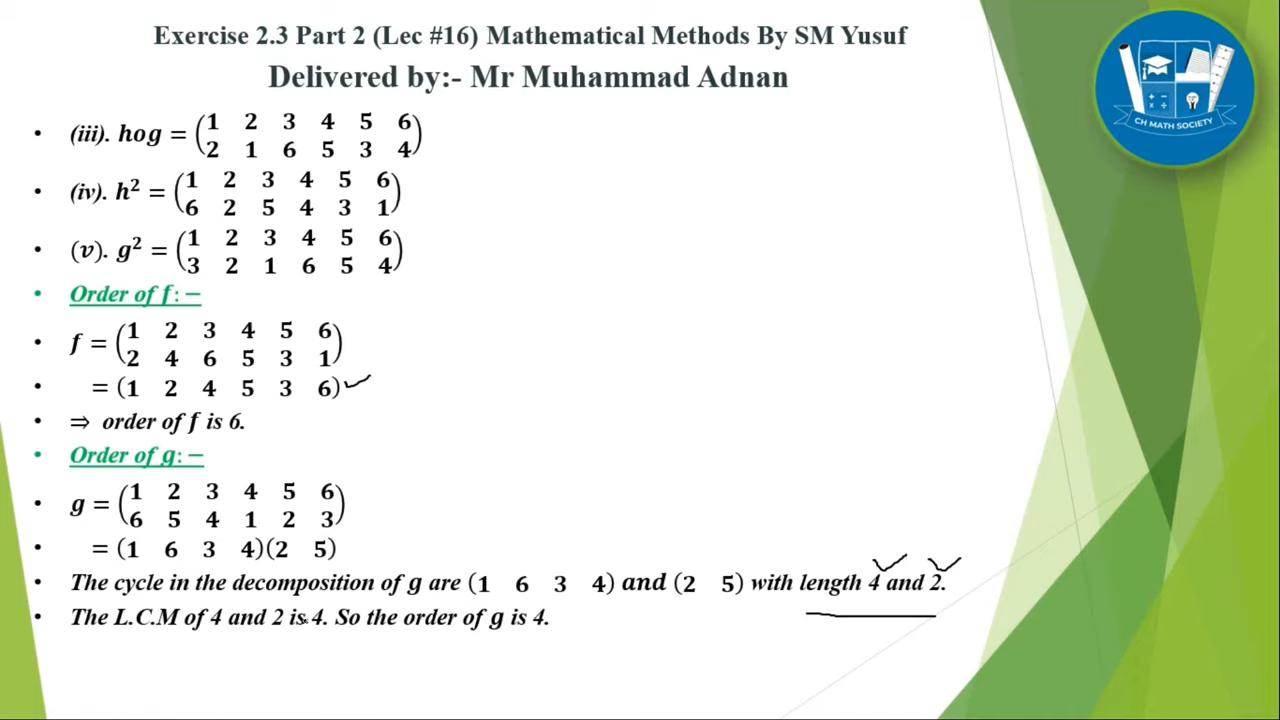 Exercise 2.3 Part 2 (Lec #16) Mathematical Methods By SM Yusuf
Delivered by:- Mr Muhammad Adnan
CH MATH SOCIETY
• (iii). hog = (1 2 3 4 5 6
2 1 6 5 3 4)
• (iv). h² = (1 2 3 4 5 6
6 2 5 4 3 1)
• (v). g² = (1 2 3 4 5 6
3 2 1 6 5 4)
• Order of f: −
• f = (1 2 3 4 5 6
2 4 6 5 3 1)
• = (1 2 4 5 3 6)
• ⇒ order of f is 6.
• Order of g: −
• g = (1 2 3 4 5 6
6 5 4 1 2 3)
• = (1 6 3 4)(2 5)
• The cycle in the decomposition of g are (1 6 3 4) and (2 5) with length 4 and 2.
• The L.C.M of 4 and 2 is 4. So the order of g is 4.